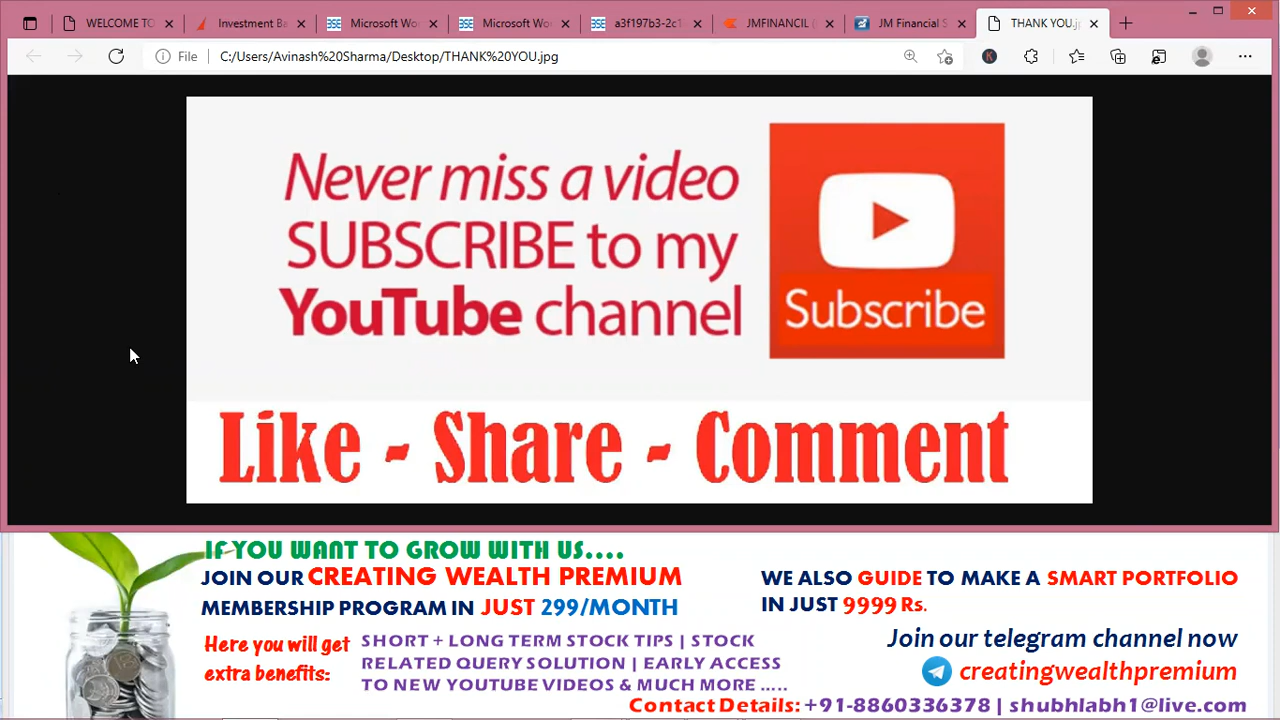 WELCOME TO
Investment Ba
Microsoft Wo
Microsoft Wo
a3f197b3-2c1
JMFINANCIL (
JM Financial S
THANK YOU.jp
File
C:/Users/Avinash%20Sharma/Desktop/THANK%20YOU.jpg
K
Never miss a video
SUBSCRIBE to my
YouTube channel
Subscribe
Like - Share - Comment
IF YOU WANT TO GROW WITH US....
JOIN OUR CREATING WEALTH PREMIUM
MEMBERSHIP PROGRAM IN JUST 299/MONTH
WE ALSO GUIDE TO MAKE A SMART PORTFOLIO
IN JUST 9999 Rs.
Here you will get
extra benefits:
SHORT + LONG TERM STOCK TIPS | STOCK
RELATED QUERY SOLUTION | EARLY ACCESS
TO NEW YOUTUBE VIDEOS & MUCH MORE .....
Join our telegram channel now
creatingwealthpremium
Contact Details: +91-8860336378 | shubhlabh1@live.com